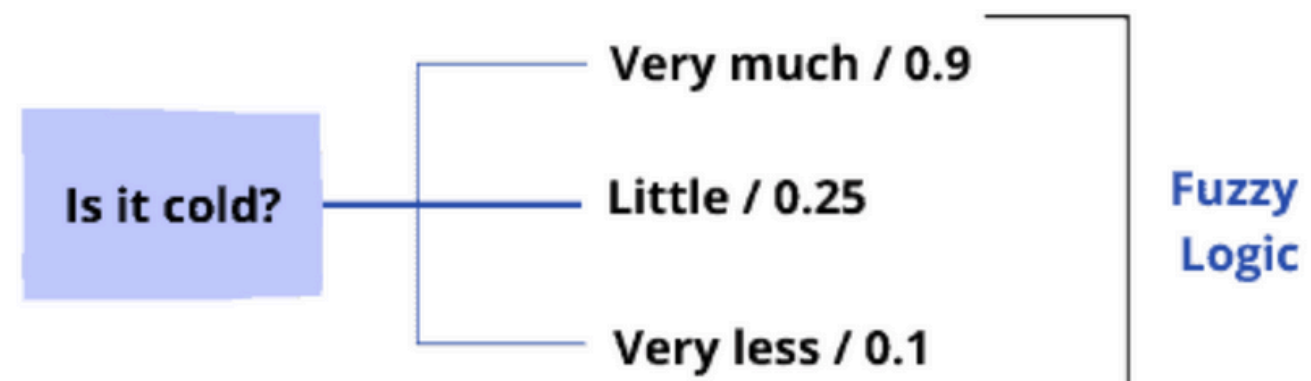 Is it cold?
Very much / 0.9
Little / 0.25
Very less / 0.1
Fuzzy
Logic